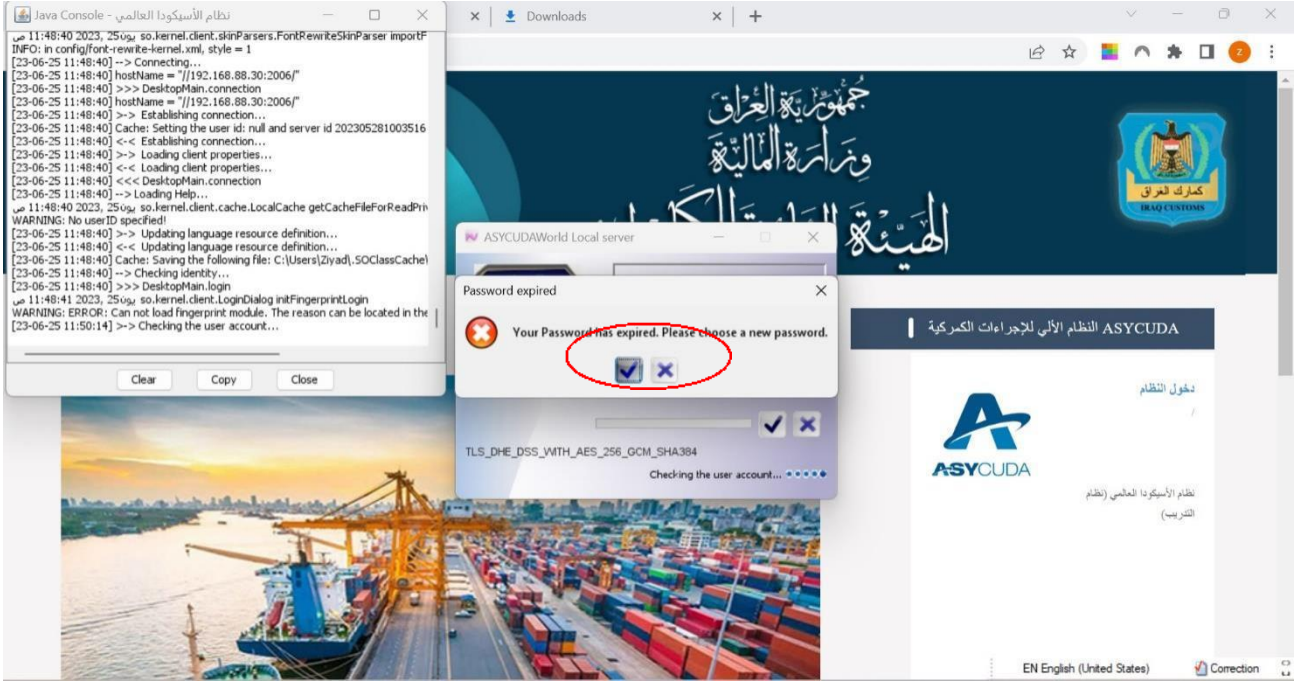 Java Console - نظام الأسيكودا العالمي
ص 11:48:40 2023, 25يون so.kernel.client.skinParsers.FontRewriteSkinParser importF
INFO: in config/font-rewrite-kernel.xml, style = 1
[23-06-25 11:48:40] --> Connecting...
[23-06-25 11:48:40] hostName = "//192.168.88.30:2006/"
[23-06-25 11:48:40] >>> DesktopMain.connection
[23-06-25 11:48:40] hostName = "//192.168.88.30:2006/"
[23-06-25 11:48:40] >-> Establishing connection...
[23-06-25 11:48:40] Cache: Setting the user id: null and server id 202305281003516
[23-06-25 11:48:40] <-< Establishing connection...
[23-06-25 11:48:40] >-> Loading client properties...
[23-06-25 11:48:40] <-< Loading client properties...
[23-06-25 11:48:40] <<< DesktopMain.connection
[23-06-25 11:48:40] --> Loading Help...
ص 11:48:40 2023, 25يون so.kernel.client.cache.LocalCache getCacheFileForReadPriv
WARNING: No userID specified!
[23-06-25 11:48:40] >-> Updating language resource definition...
[23-06-25 11:48:40] <-< Updating language resource definition...
[23-06-25 11:48:40] Cache: Saving the following file: C:\Users\Ziyad\.SOClassCache\
[23-06-25 11:48:40] --> Checking identity...
[23-06-25 11:48:40] >>> DesktopMain.login
ص 11:48:41 2023, 25يون so.kernel.client.LoginDialog initFingerprintLogin
WARNING: ERROR: Can not load fingerprint module. The reason can be located in the
[23-06-25 11:50:14] >-> Checking the user account...
Clear Copy Close
Downloads
Z
جمهورية العراق
وزارة المالية
الهيئة
كمارك العراق
IRAQ CUSTOMS
ASYCUDAWorld Local server
Password expired
Your Password has expired. Please choose a new password.
TLS_DHE_DSS_WITH_AES_256_GCM_SHA384
Checking the user account...
ASYCUDA النظام الألي للإجراءات الكمركية
دخول النظام
/
ASYCUDA
نظام الأسيكودا العالمي (نظام
التدريب)
EN English (United States) Correction